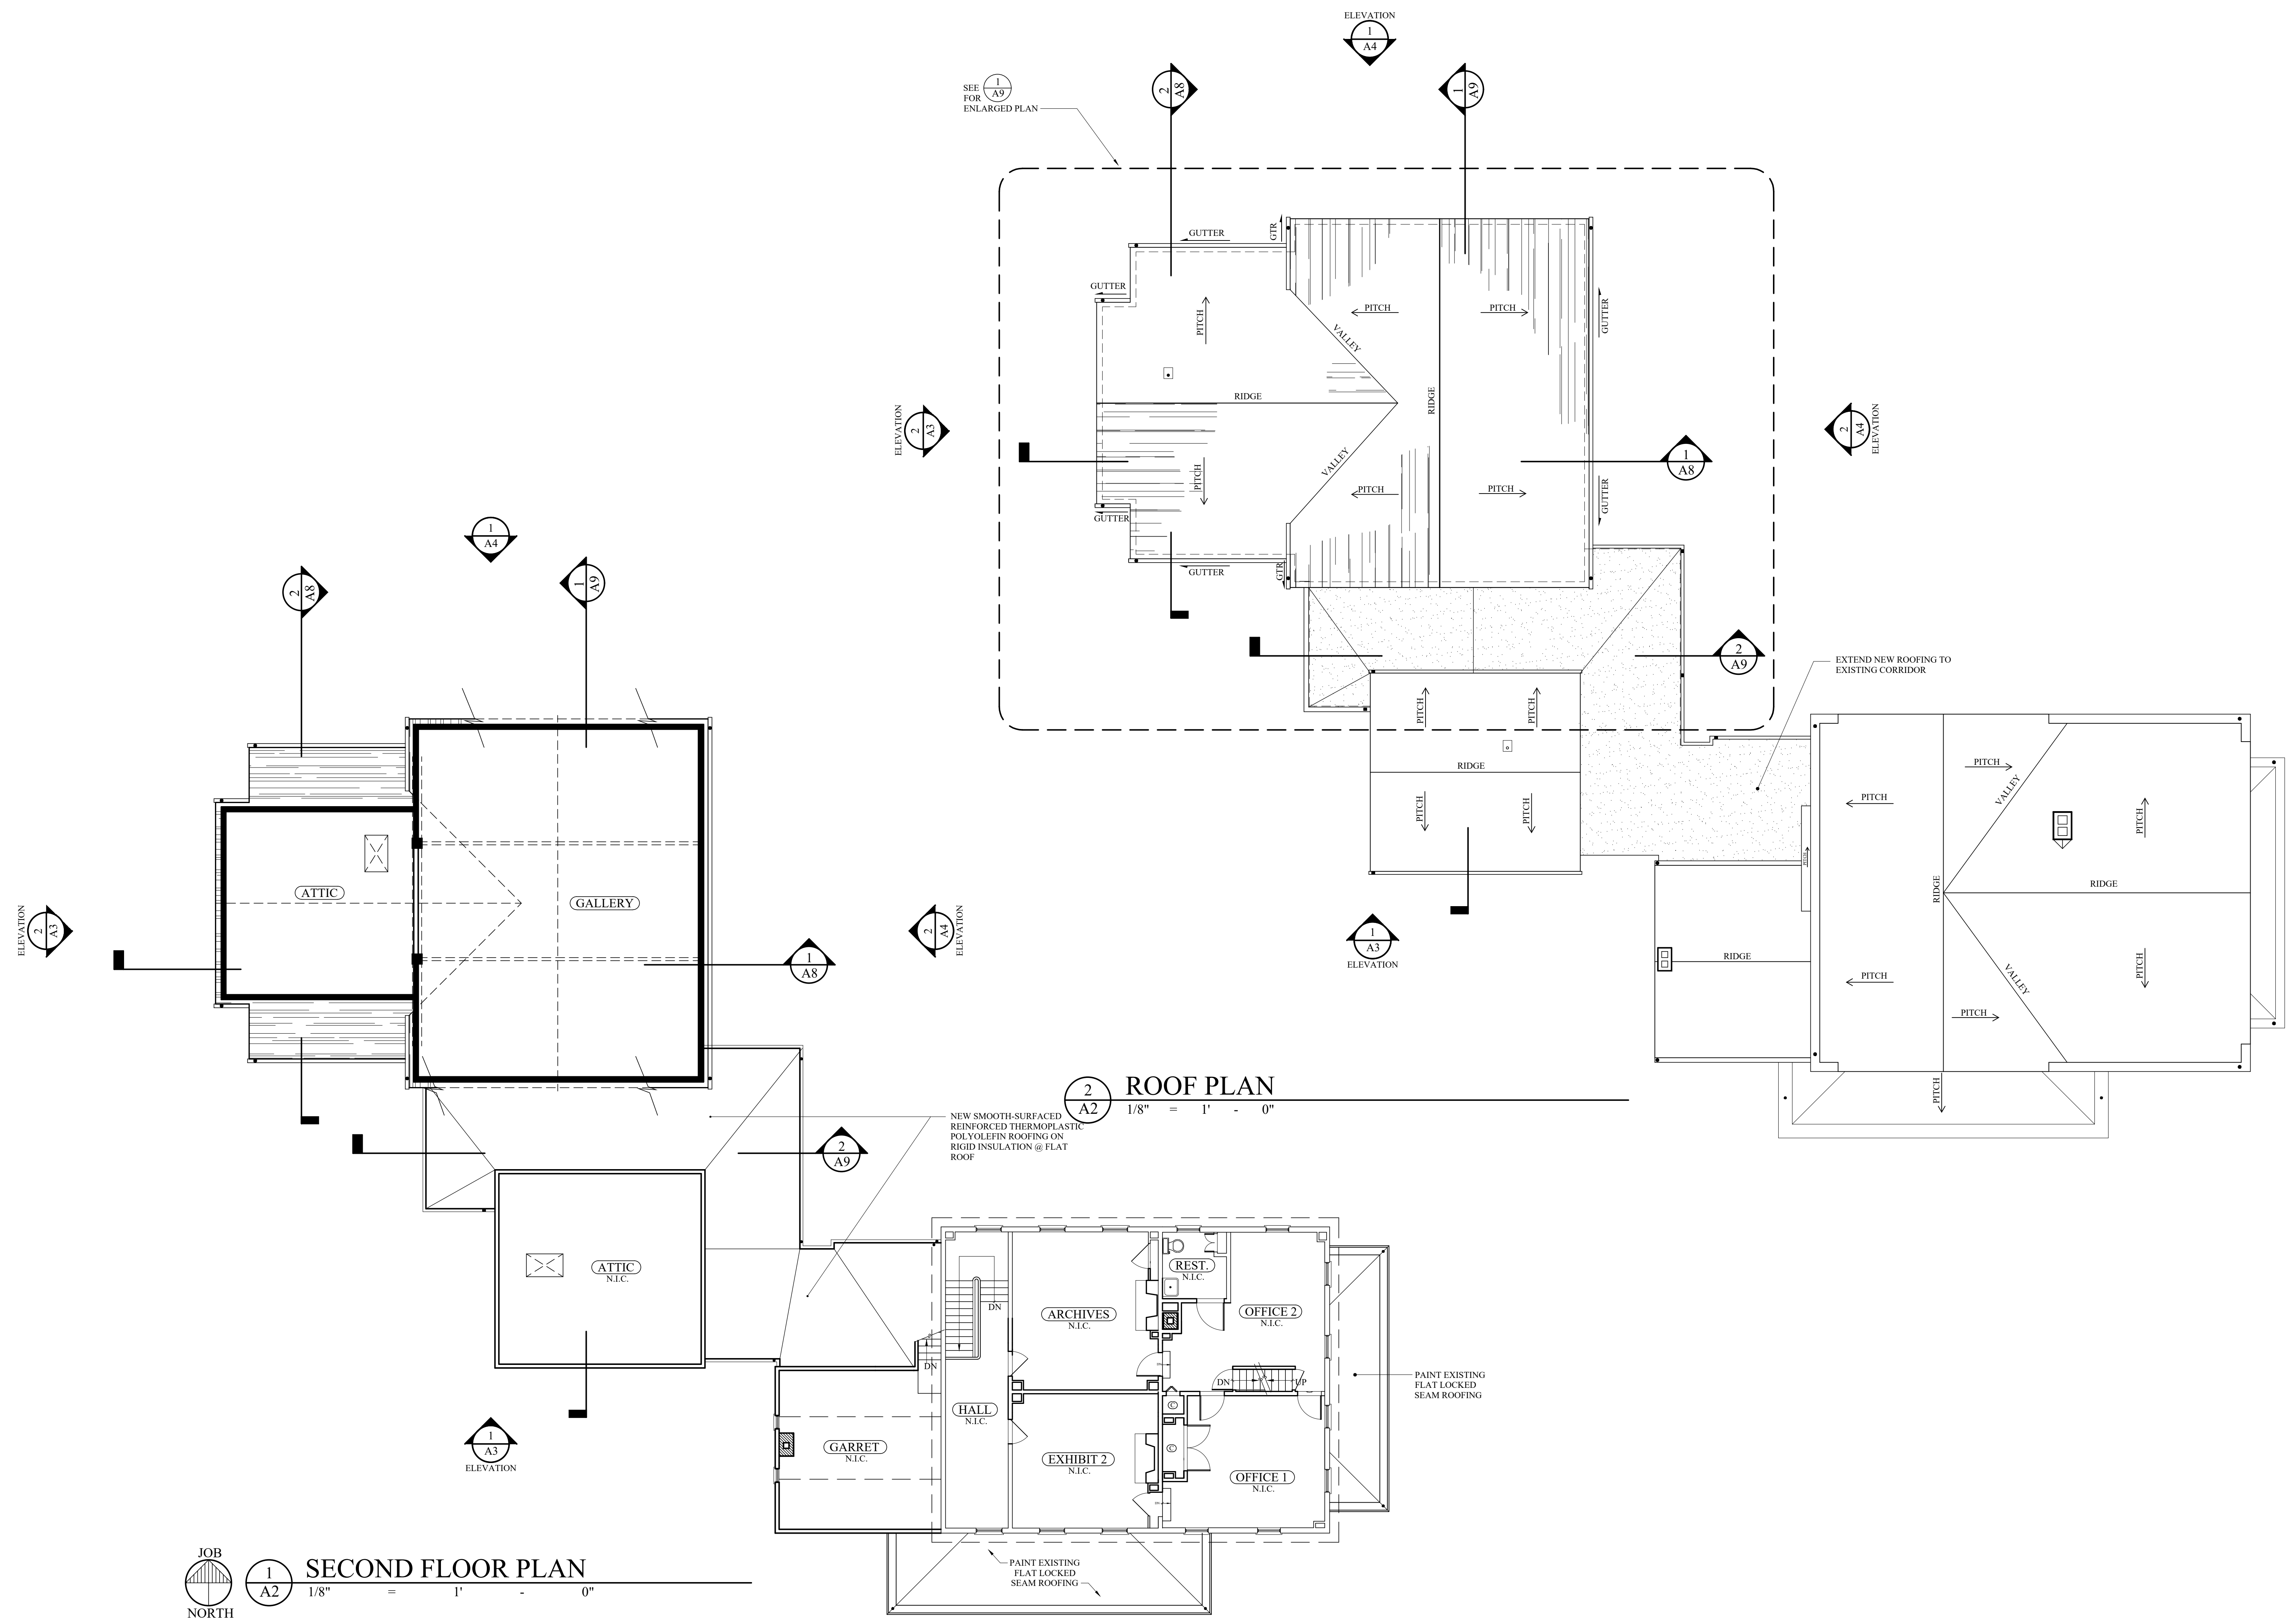 ELEVATION
1
A4
SEE
1
A9
FOR
ENLARGED PLAN
2
A8
1
A9
GUTTER
GTR
GUTTER
PITCH
PITCH
PITCH
GUTTER
VALLEY
RIDGE
RIDGE
ELEVATION
2
A3
2
A4
ELEVATION
PITCH
VALLEY
PITCH
PITCH
GUTTER
1
A8
GUTTER
GUTTER
GTR
2
A9
EXTEND NEW ROOFING TO
EXISTING CORRIDOR
PITCH
PITCH
RIDGE
PITCH
PITCH
PITCH
PITCH
VALLEY
PITCH
PITCH
RIDGE
RIDGE
RIDGE
PITCH
VALLEY
PITCH
PITCH
PITCH
1
A3
ELEVATION
2
A2
ROOF PLAN
1/8" = 1' - 0"
1
A4
2
A8
1
A9
ATTIC
GALLERY
ELEVATION
2
A3
2
A4
ELEVATION
1
A8
2
A9
NEW SMOOTH-SURFACED
REINFORCED THERMOPLASTIC
POLYOLEFIN ROOFING ON
RIGID INSULATION @ FLAT
ROOF
ATTIC
N.I.C.
REST.
N.I.C.
DN
ARCHIVES
N.I.C.
OFFICE 2
N.I.C.
DN
DN
UP
PAINT EXISTING
FLAT LOCKED
SEAM ROOFING
HALL
N.I.C.
C
GARRET
N.I.C.
EXHIBIT 2
N.I.C.
C
OFFICE 1
N.I.C.
1
A3
ELEVATION
PAINT EXISTING
FLAT LOCKED
SEAM ROOFING
JOB
NORTH
1
A2
SECOND FLOOR PLAN
1/8" = 1' - 0"